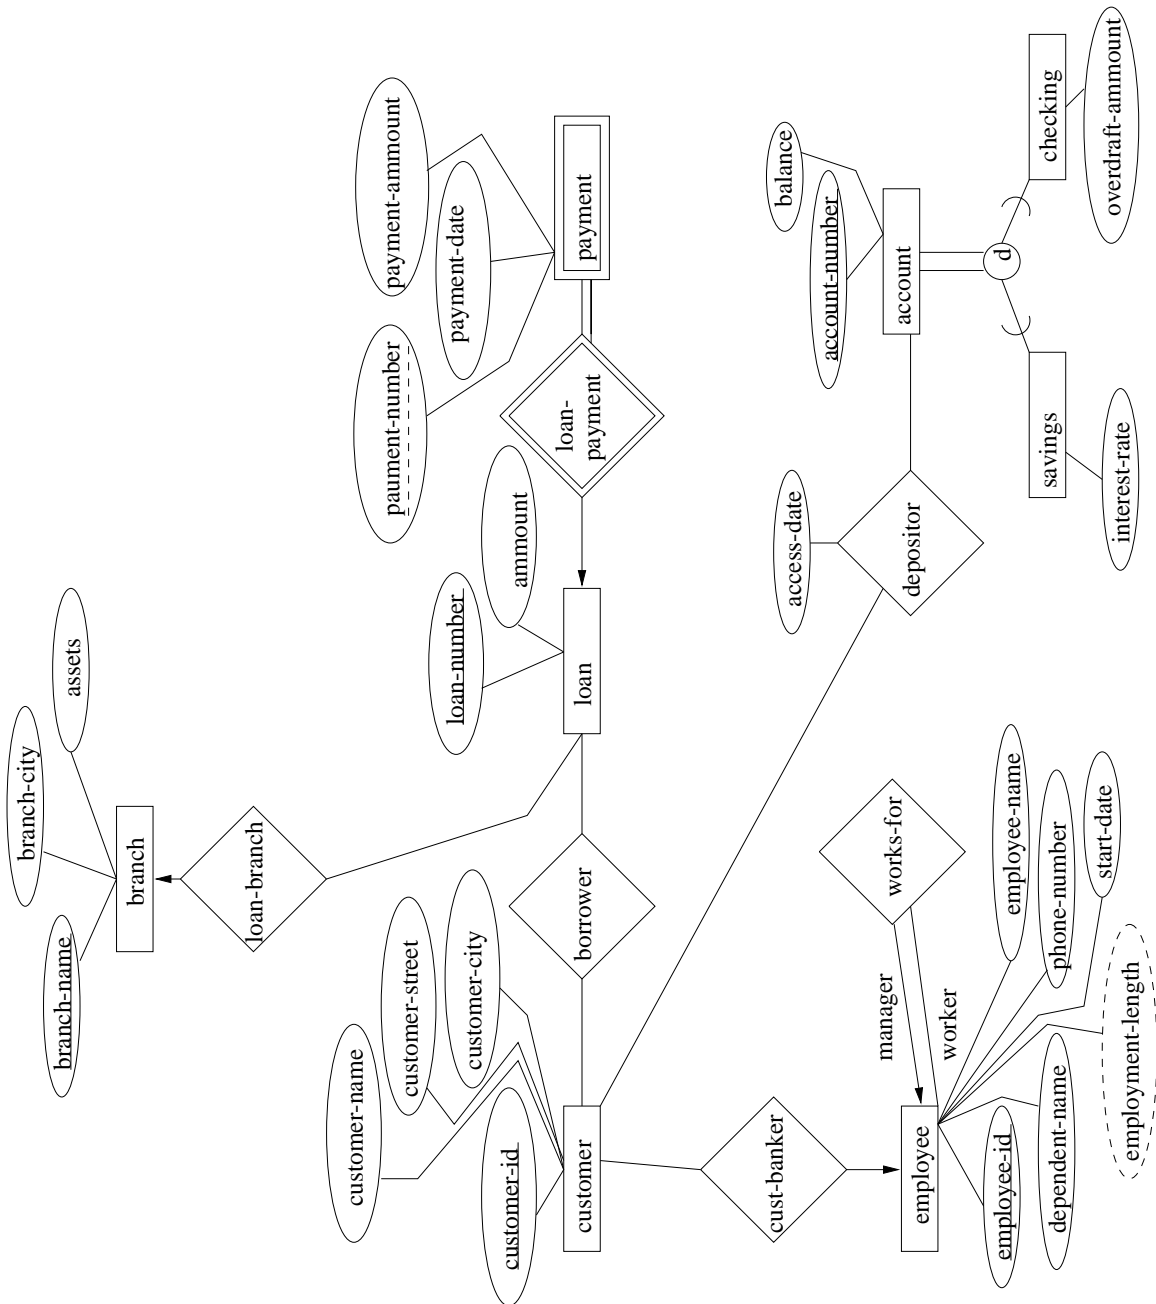 branch-name
branch-city
assets
branch
loan-branch
customer-name
customer-street
customer-city
customer-id
customer
borrower
loan-number
ammount
loan
loan-
payment
paument-number
payment-date
payment-ammount
payment
cust-banker
manager
worker
works-for
employee
employee-id
dependent-name
employment-length
start-date
phone-number
employee-name
access-date
depositor
account-number
balance
account
d
savings
interest-rate
checking
overdraft-ammount